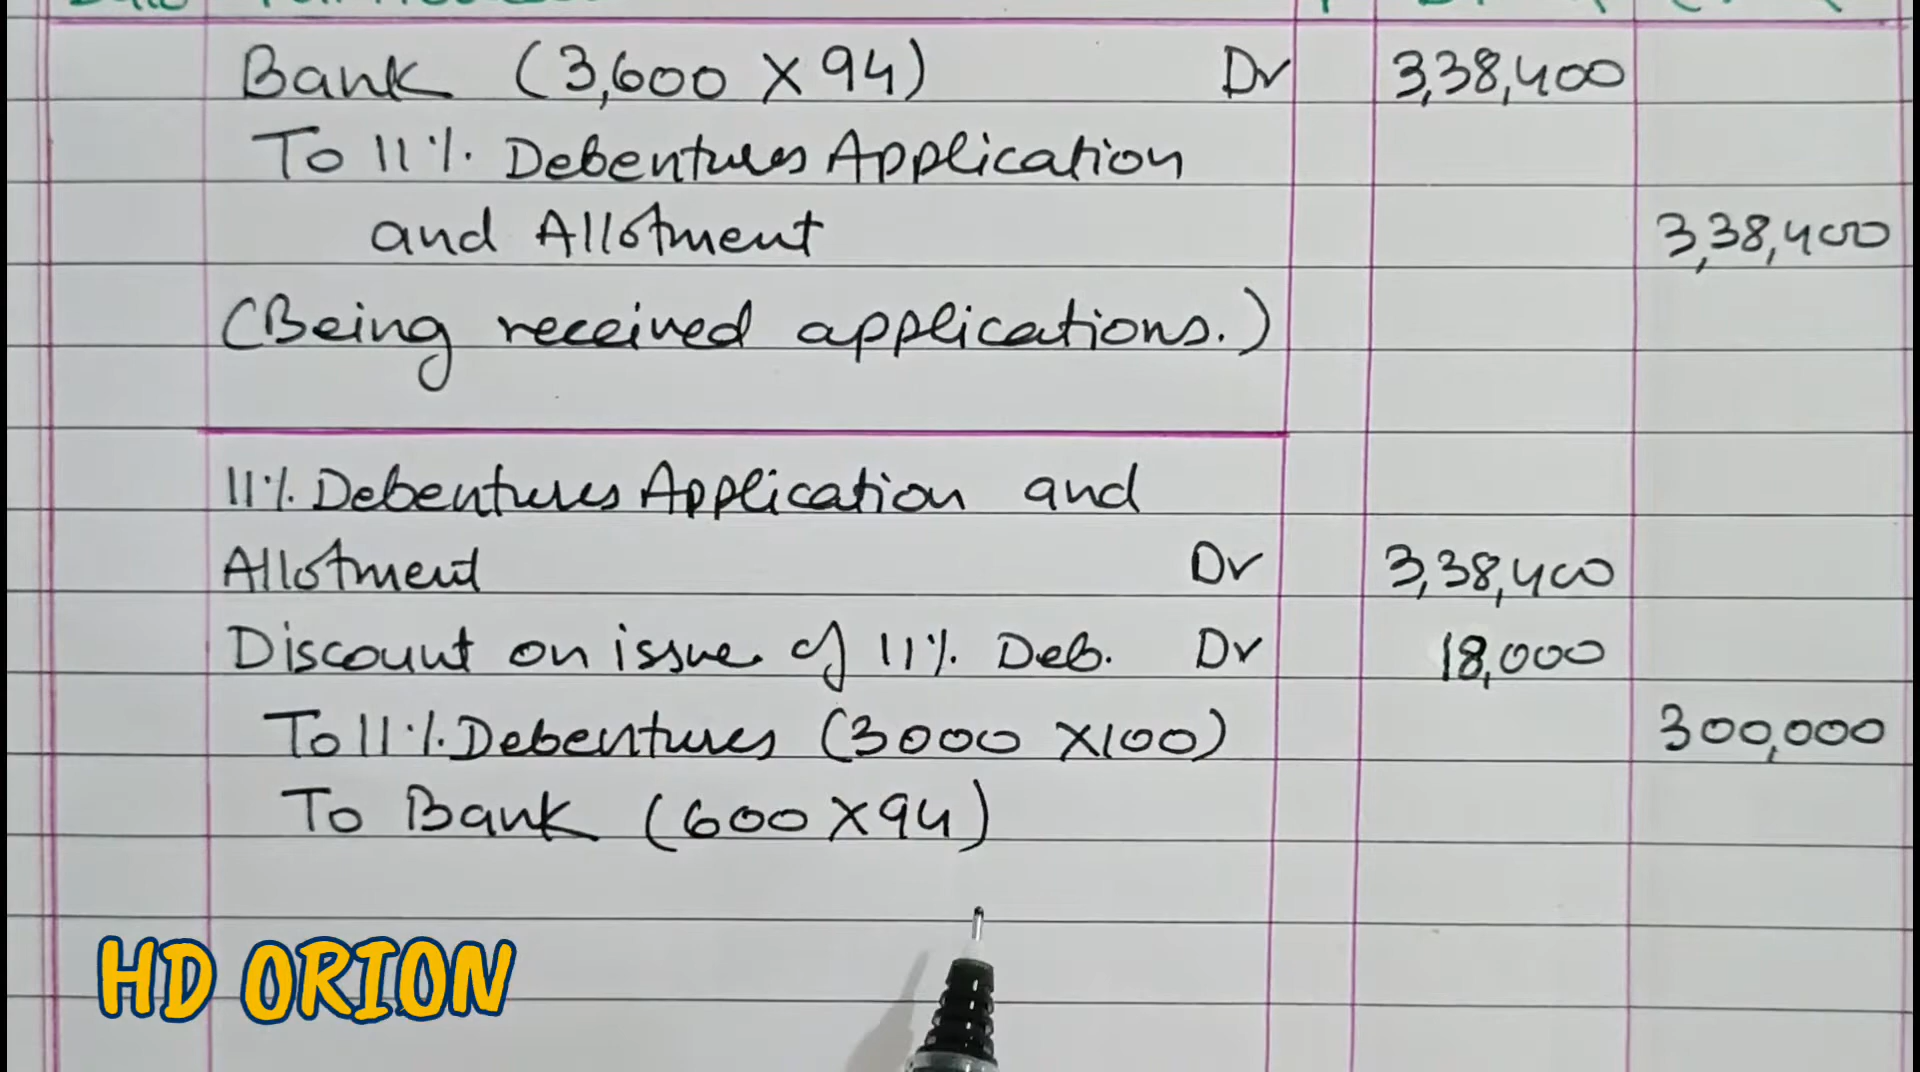 Bank (3,600 X 94) Dr 3,38,400
To 11%. Debentures Application
and Allotment 3,38,400
(Being received applications.)
11%. Debentures Application and
Allotment Dr 3,38,400
Discount on issue of 11%. Deb. Dr 18,000
To 11%. Debentures (3000 X100) 300,000
To Bank (600 X94)
HD ORION